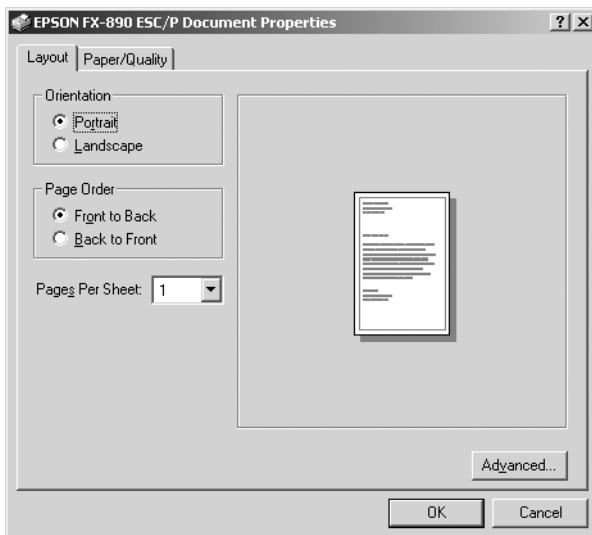 EPSON FX-890 ESC/P Document Properties
Layout
Paper/Quality
Orientation
Portrait
Landscape
Page Order
Front to Back
Back to Front
Pages Per Sheet: 1
Advanced...
OK
Cancel